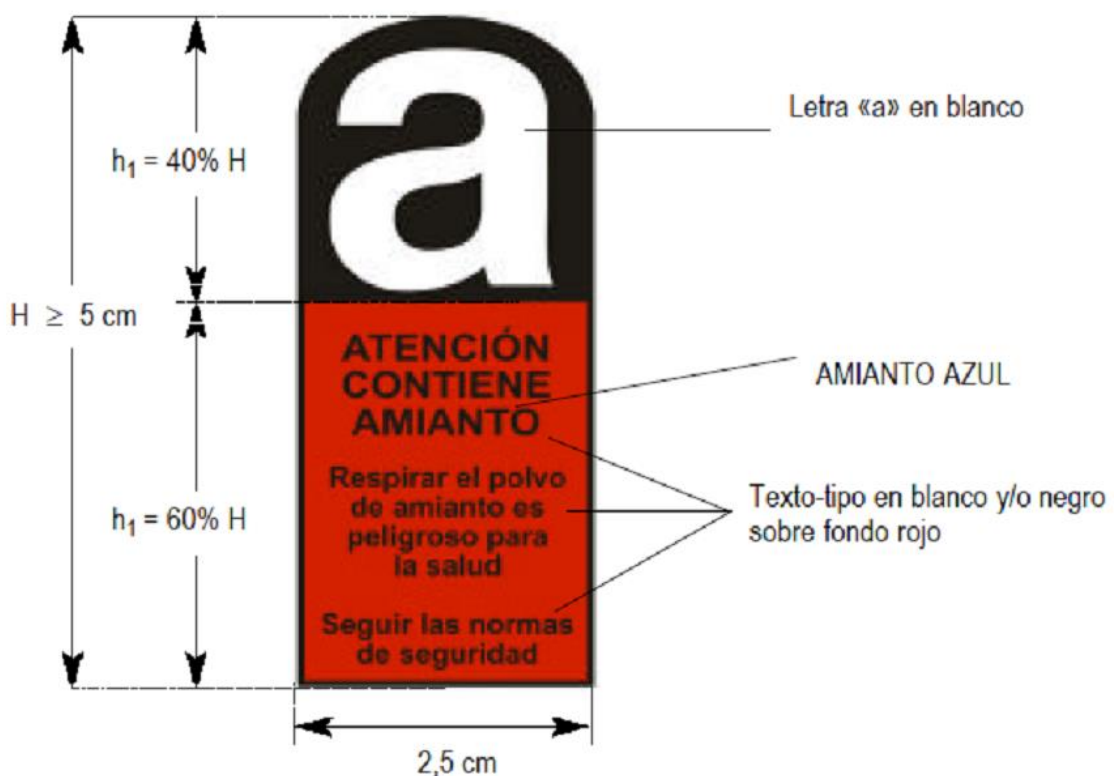 a
Letra «a» en blanco
h₁ = 40% H
H ≥ 5 cm
ATENCIÓN
CONTIENE
AMIANTO
AMIANTO AZUL
Respirar el polvo
de amianto es
peligroso para
la salud
h₁ = 60% H
Texto-tipo en blanco y/o negro
sobre fondo rojo
Seguir las normas
de seguridad
2,5 cm